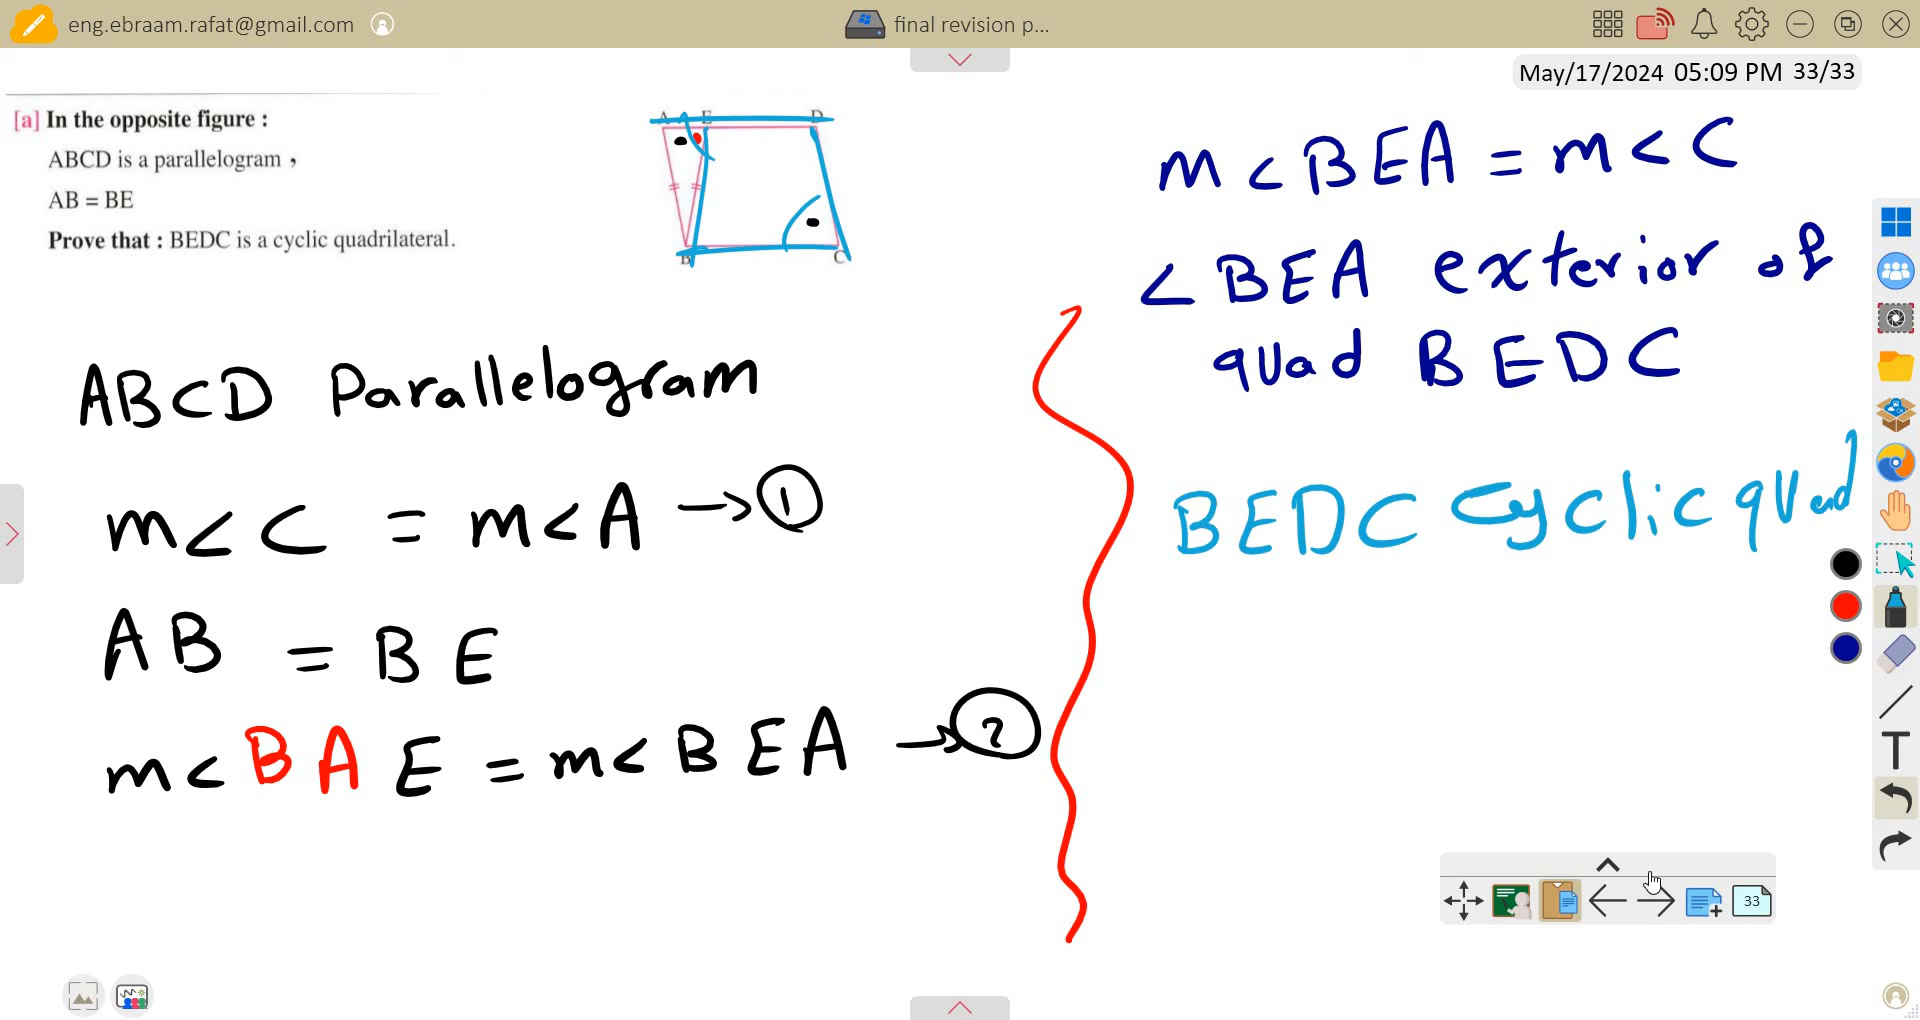 eng.ebraam.rafat@gmail.com
final revision p...
May/17/2024 05:09 PM 33/33
[a] In the opposite figure :
ABCD is a parallelogram ,
AB = BE
Prove that : BEDC is a cyclic quadrilateral.
A E D
B C
ABCD Parallelogram
m< C = m< A → 1
AB = BE
m< BAE = m< BEA → 2
m< BEA = m< C
< BEA exterior of
quad BEDC
BEDC cyclic quad
T
33